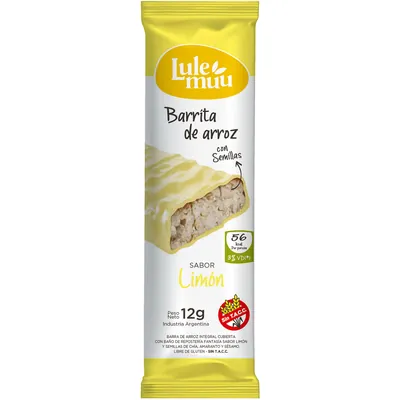 Lule
muu
Barrita
de arroz
con
Semillas
56
kcal
3% VD(*)
SABOR
Limón
Peso
Neto 12g
Industria Argentina
Sin T.A.C.C.
BARRA DE ARROZ INTEGRAL CUBIERTA
CON BAÑO DE REPOSTERÍA FANTASÍA SABOR LIMÓN
Y SEMILLAS DE CHÍA, AMARANTO Y SÉSAMO.
LIBRE DE GLUTEN - SIN T.A.C.C.